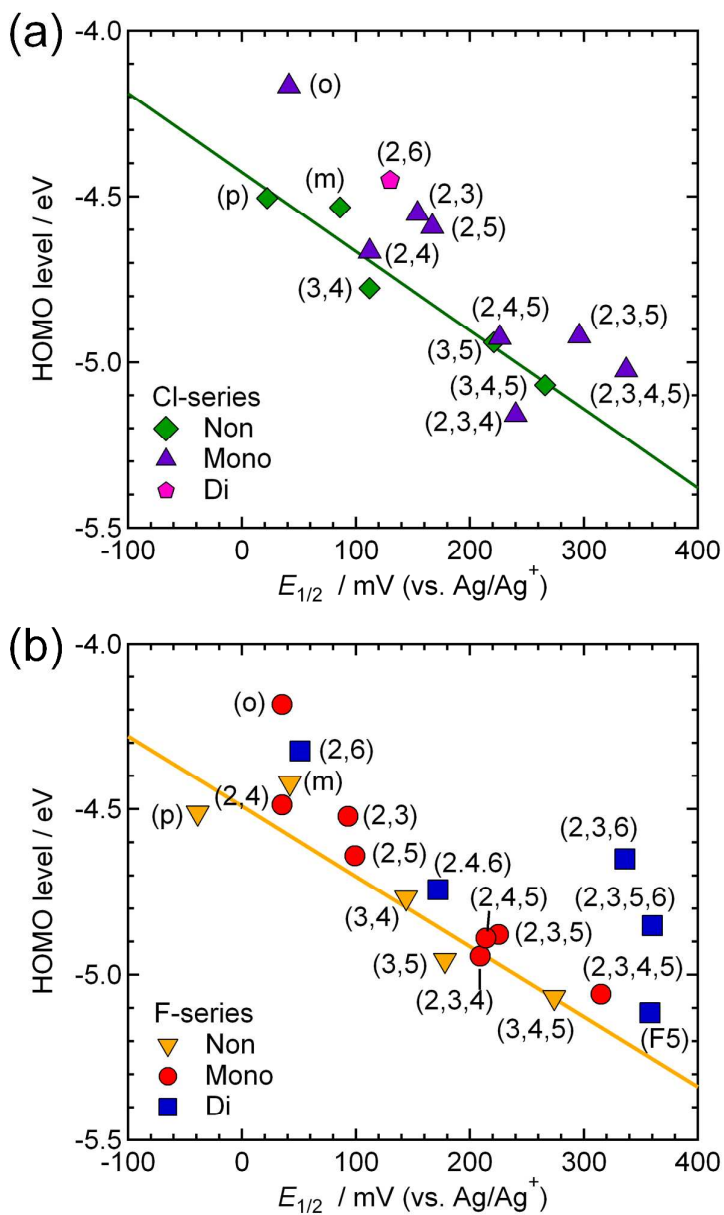 (a)
-4.0
(o)
(2,6)
(m)
-4.5
(p)
(2,3)
(2,5)
(2,4)
(3,4)
HOMO level / eV
(2,4,5)
(2,3,5)
(3,5)
-5.0
(3,4,5)
(2,3,4,5)
(2,3,4)
Cl-series
Non
Mono
Di
-5.5
-100 0 100 200 300 400
E1/2 / mV (vs. Ag/Ag+)
(b)
-4.0
(o)
(2,6)
(m)
(2,4)
-4.5
(p)
(2,3)
(2,3,6)
(2,5)
(2.4.6)
HOMO level / eV
(3,4)
(2,4,5)
(2,3,5,6)
(2,3,5)
(3,5)
-5.0
(2,3,4,5)
(2,3,4)
(3,4,5)
(F5)
F-series
Non
Mono
Di
-5.5
-100 0 100 200 300 400
E1/2 / mV (vs. Ag/Ag+)